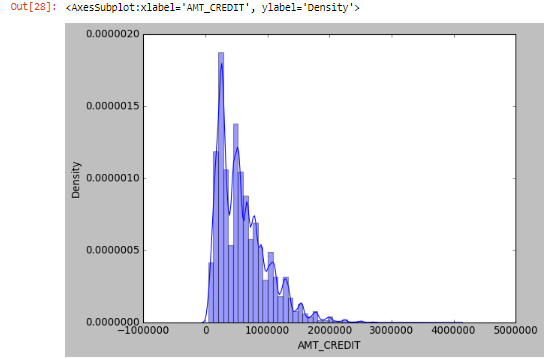 Out[28]: <AxesSubplot:xlabel='AMT_CREDIT', ylabel='Density'>
0.0000020
0.0000015
0.0000010
0.0000005
0.0000000
Density
−1000000 0 1000000 2000000 3000000 4000000 5000000
AMT_CREDIT